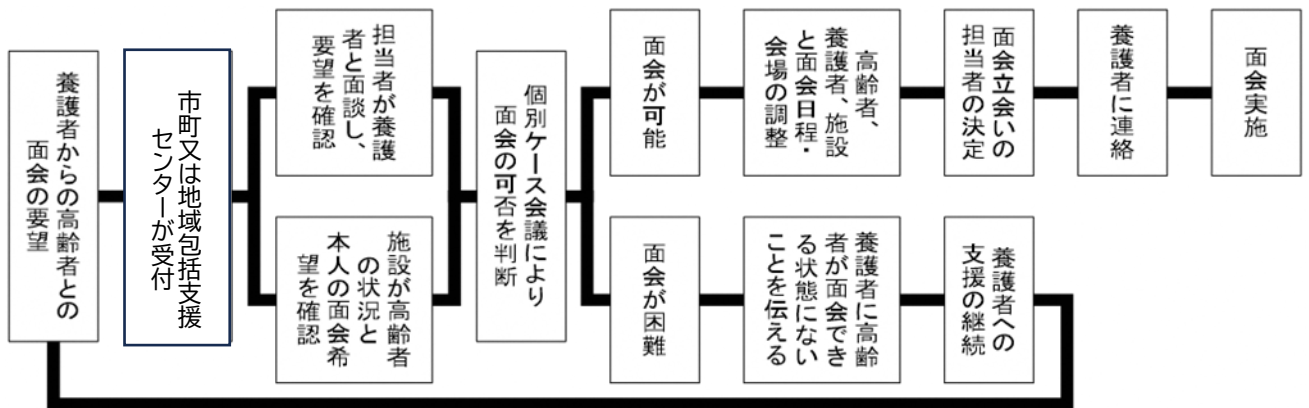 養護者からの高齢者との
面会の要望
市町又は地域包括支援
センターが受付
担当者が養護
者と面談し、
要望を確認
施設が高齢者
の状況と
本人の面会希
望を確認
個別ケース会議により
面会の可否を判断
面会が可能
高齢者、
養護者、施設
と面会日程・
会場の調整
面会立会いの
担当者の決定
養護者に連絡
面会実施
面会が困難
養護者に高齢
者が面会でき
る状態にない
ことを伝える
養護者への
支援の継続